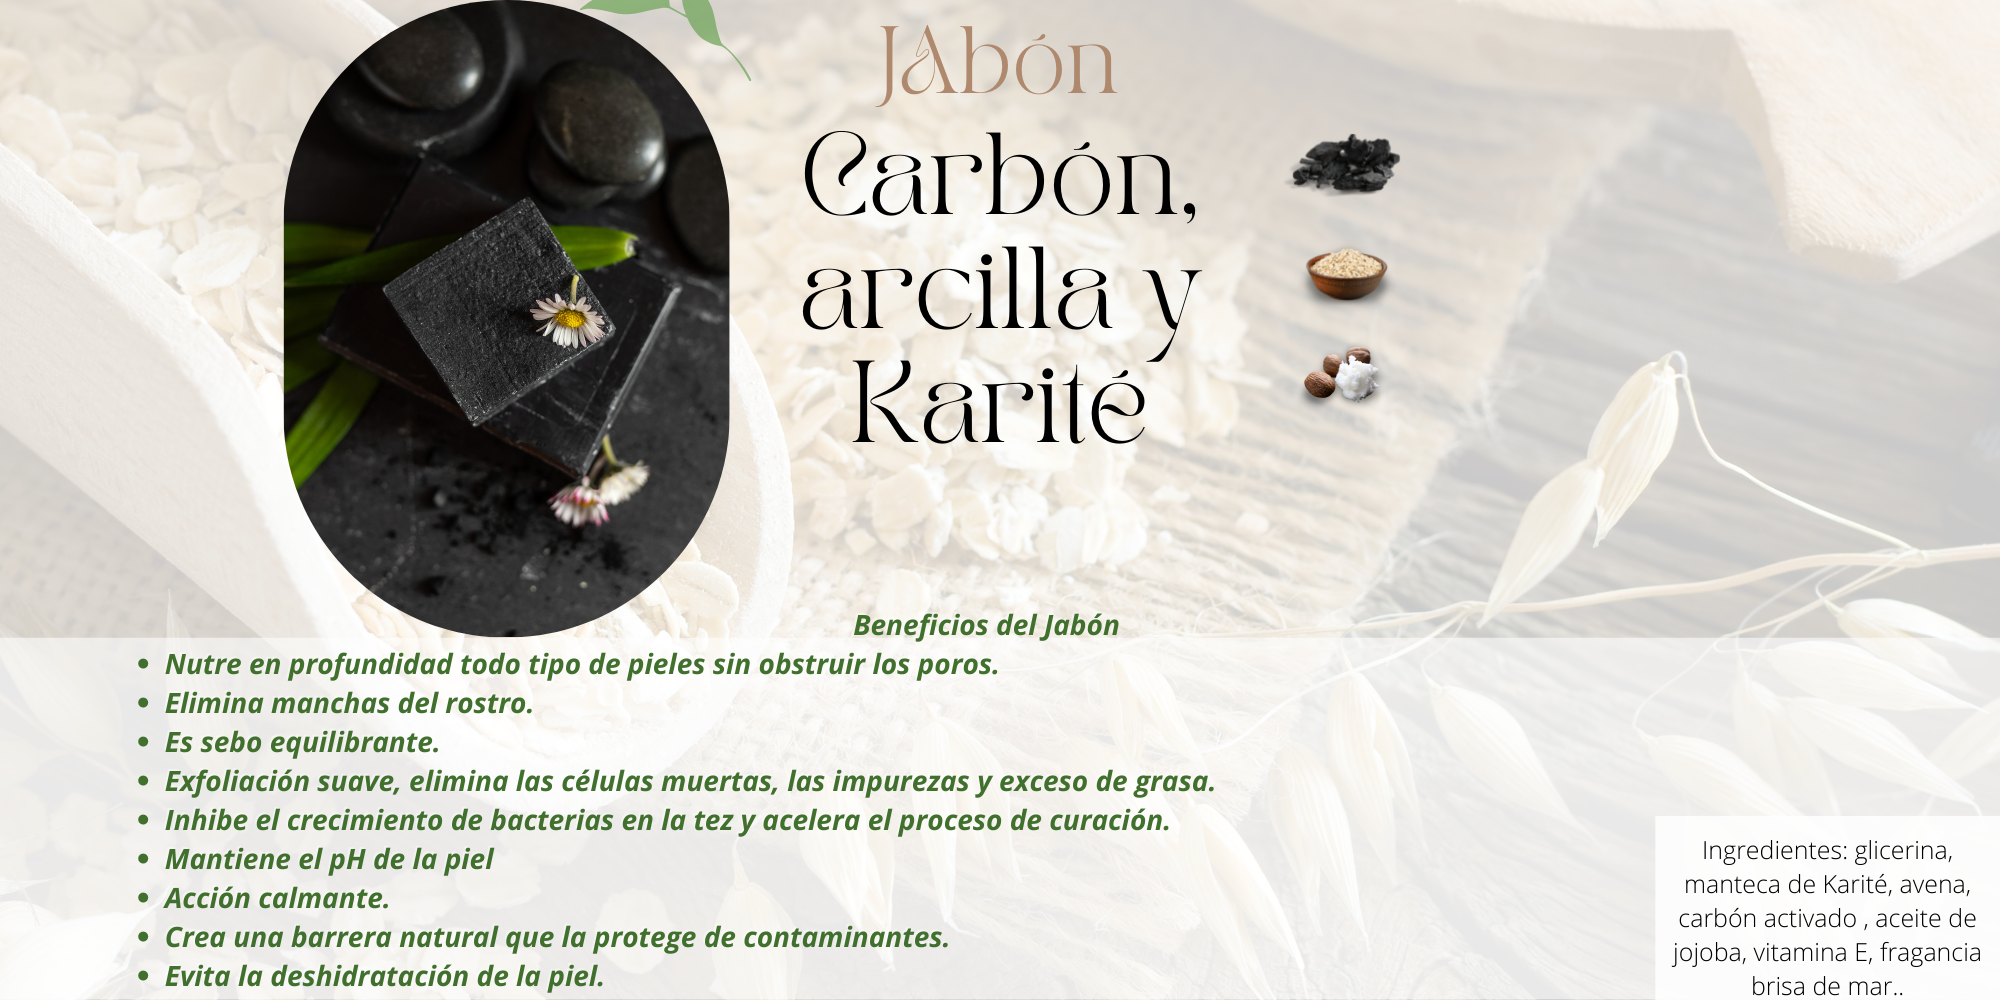 JAbón
Carbón,
arcilla y
Karité
Beneficios del Jabón
• Nutre en profundidad todo tipo de pieles sin obstruir los poros.
• Elimina manchas del rostro.
• Es sebo equilibrante.
• Exfoliación suave, elimina las células muertas, las impurezas y exceso de grasa.
• Inhibe el crecimiento de bacterias en la tez y acelera el proceso de curación.
• Mantiene el pH de la piel
• Acción calmante.
• Crea una barrera natural que la protege de contaminantes.
• Evita la deshidratación de la piel.
Ingredientes: glicerina,
manteca de Karité, avena,
carbón activado , aceite de
jojoba, vitamina E, fragancia
brisa de mar..